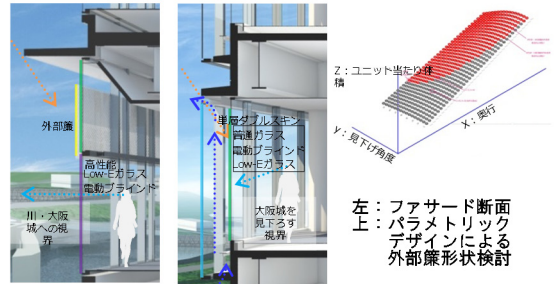 外部簾
高性能
Low-Eガラス
電動ブラインド
川・大阪
城への視
界
単層ダブルスキン
普通ガラス
電動ブラインド
Low-Eガラス
大阪城を
見下ろす
視界
Z：ユニット当たり体
積
Y：見下げ角度
X：奥行
左：ファサード断面
上：パラメトリック
デザインによる
外部簾形状検討